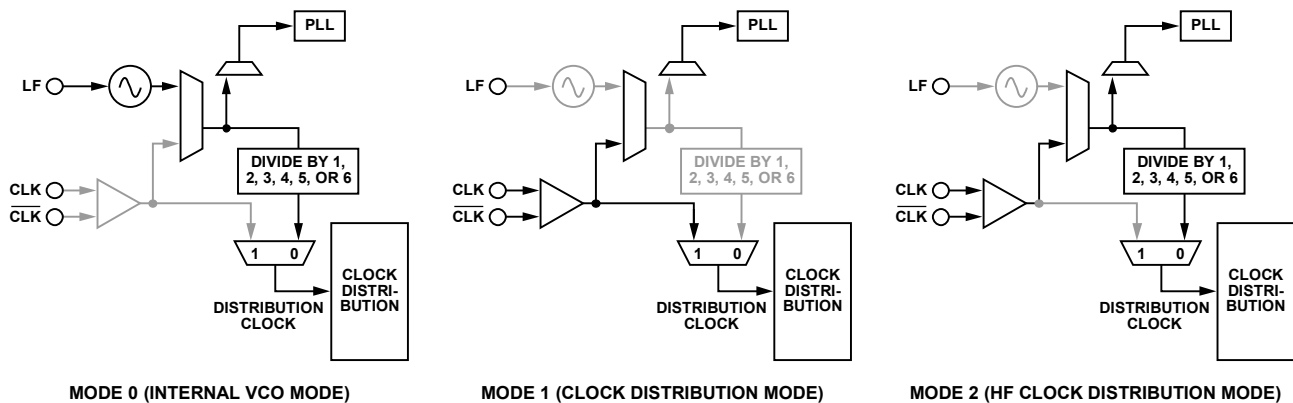 PLL
LF
DIVIDE BY 1,
2, 3, 4, 5, OR 6
CLK
CLK
1 0
CLOCK
DISTRI-
BUTION
DISTRIBUTION
CLOCK
MODE 0 (INTERNAL VCO MODE)
PLL
LF
DIVIDE BY 1,
2, 3, 4, 5, OR 6
CLK
CLK
1 0
CLOCK
DISTRI-
BUTION
DISTRIBUTION
CLOCK
MODE 1 (CLOCK DISTRIBUTION MODE)
PLL
LF
DIVIDE BY 1,
2, 3, 4, 5, OR 6
CLK
CLK
1 0
CLOCK
DISTRI-
BUTION
DISTRIBUTION
CLOCK
MODE 2 (HF CLOCK DISTRIBUTION MODE)